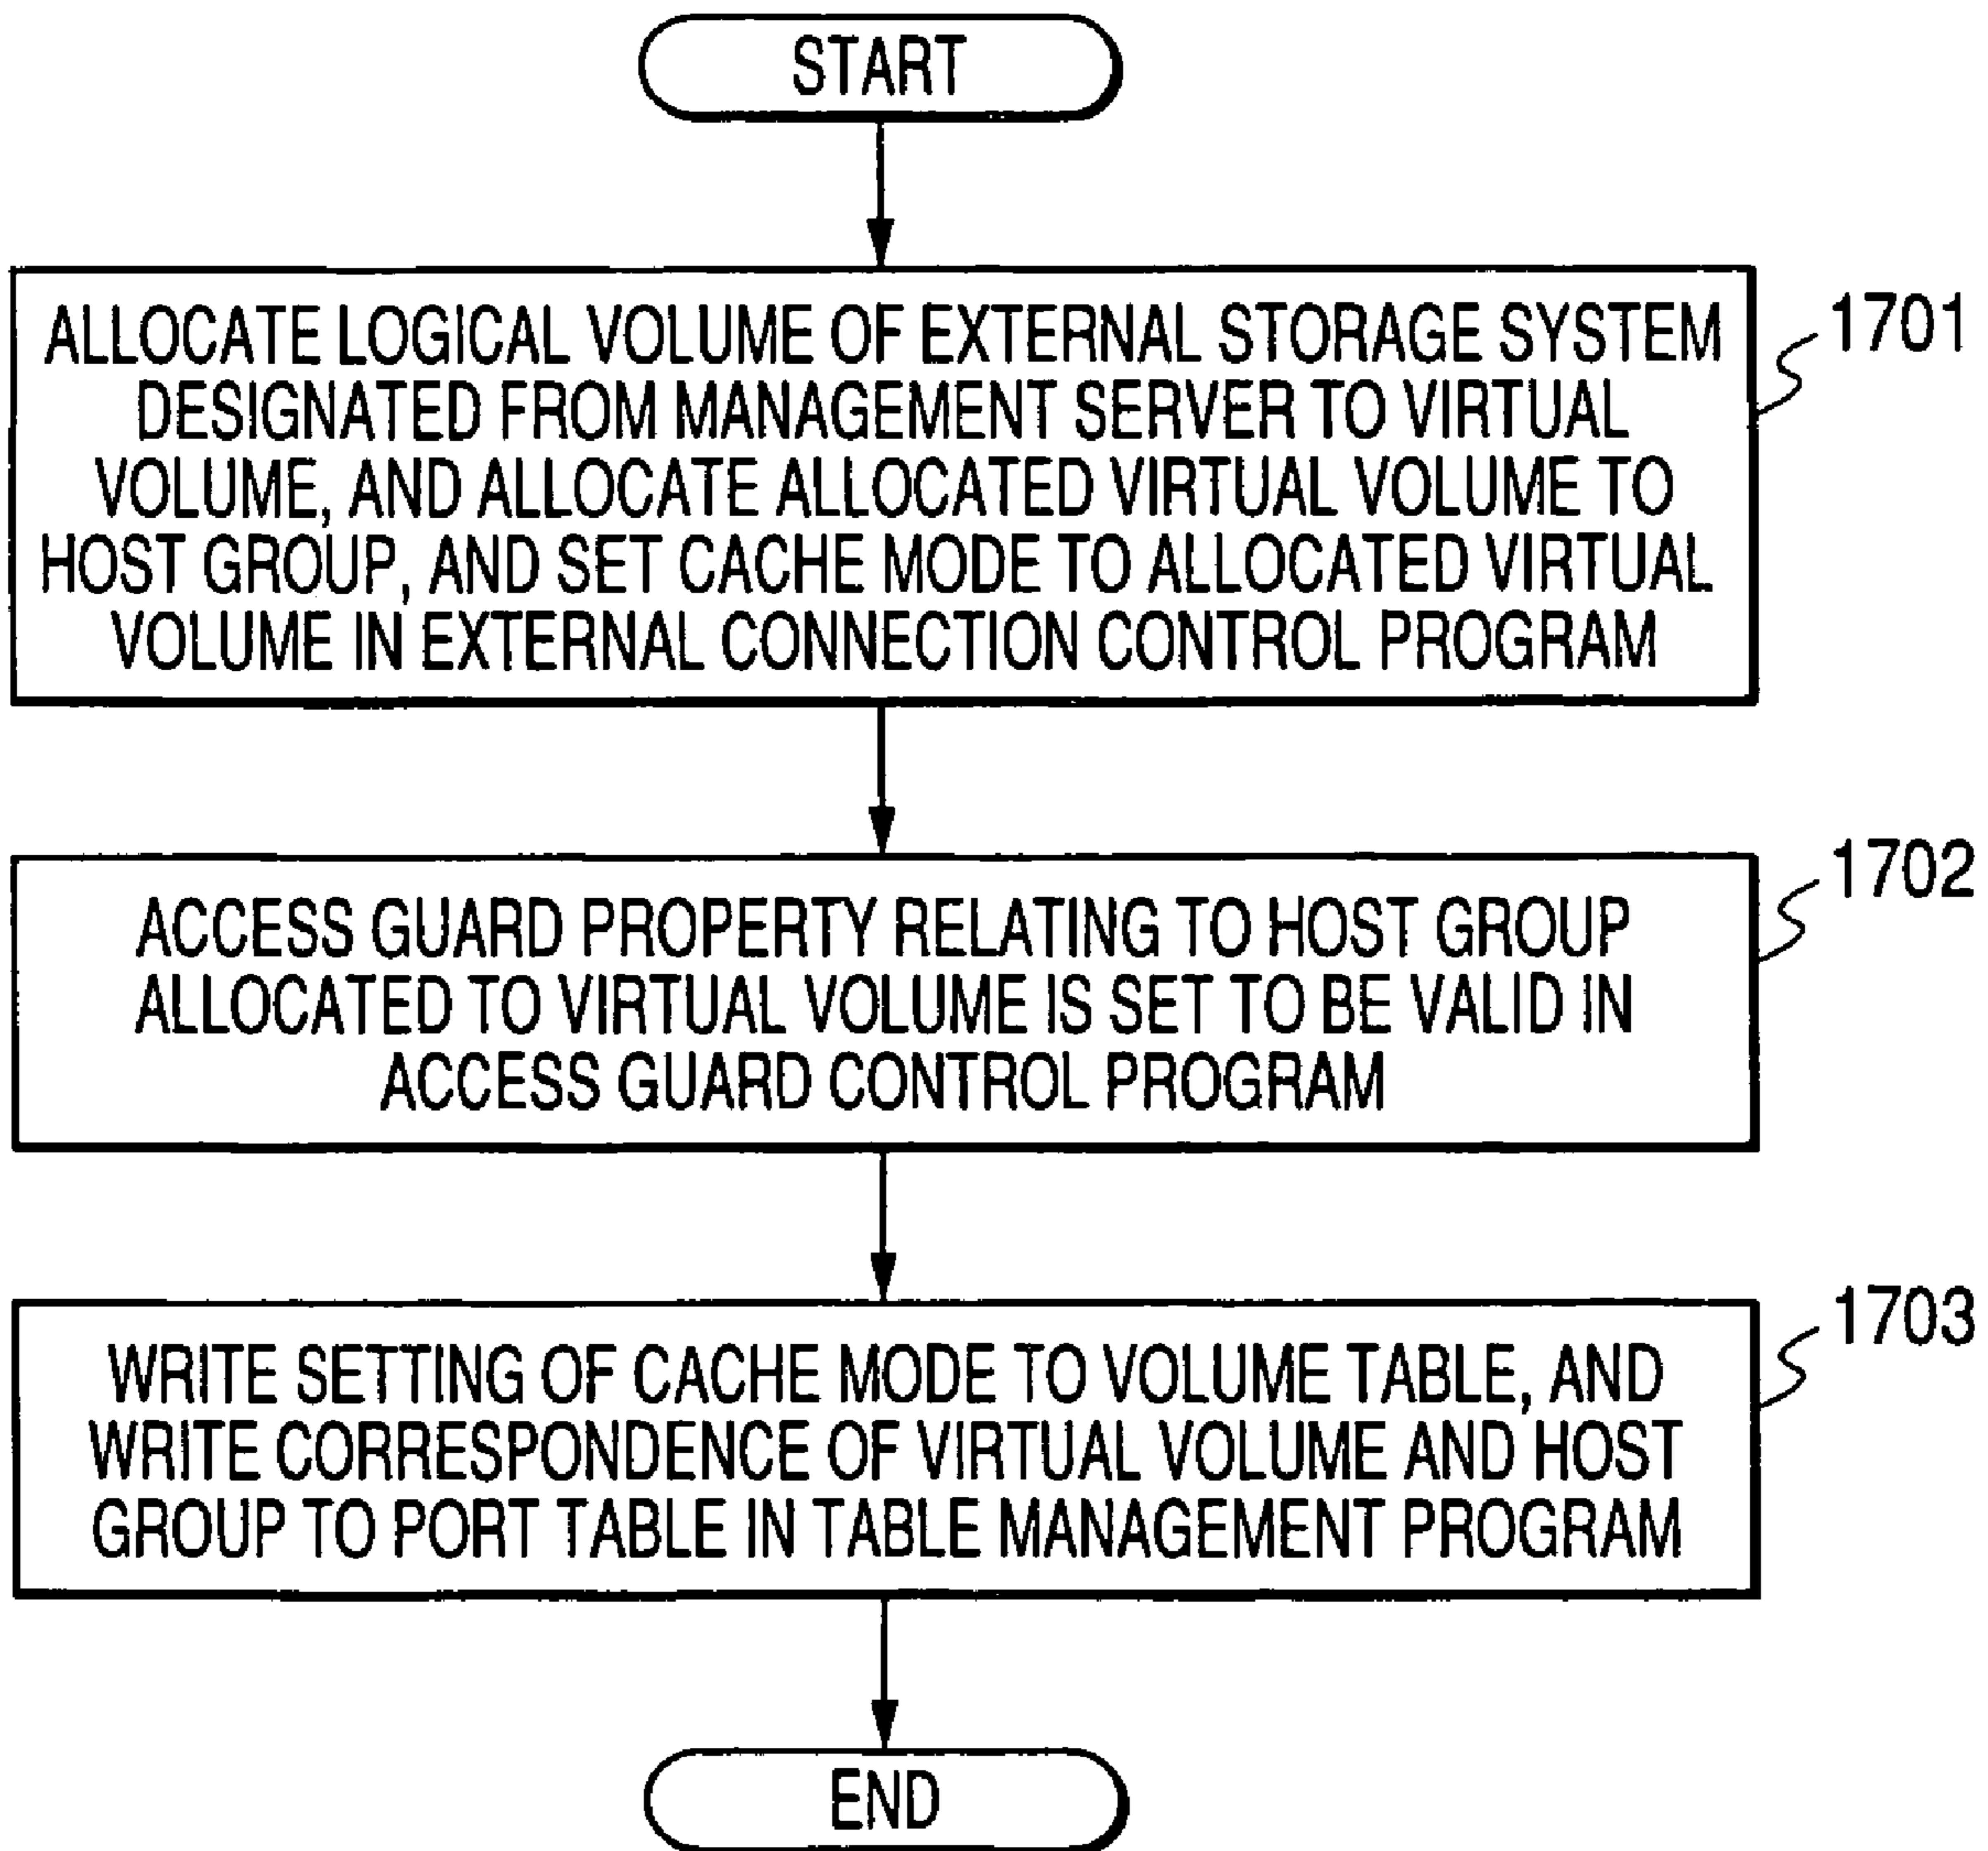 START
ALLOCATE LOGICAL VOLUME OF EXTERNAL STORAGE SYSTEM
DESIGNATED FROM MANAGEMENT SERVER TO VIRTUAL
VOLUME, AND ALLOCATE ALLOCATED VIRTUAL VOLUME TO
HOST GROUP, AND SET CACHE MODE TO ALLOCATED VIRTUAL
VOLUME IN EXTERNAL CONNECTION CONTROL PROGRAM
1701
ACCESS GUARD PROPERTY RELATING TO HOST GROUP
ALLOCATED TO VIRTUAL VOLUME IS SET TO BE VALID IN
ACCESS GUARD CONTROL PROGRAM
1702
WRITE SETTING OF CACHE MODE TO VOLUME TABLE, AND
WRITE CORRESPONDENCE OF VIRTUAL VOLUME AND HOST
GROUP TO PORT TABLE IN TABLE MANAGEMENT PROGRAM
1703
END